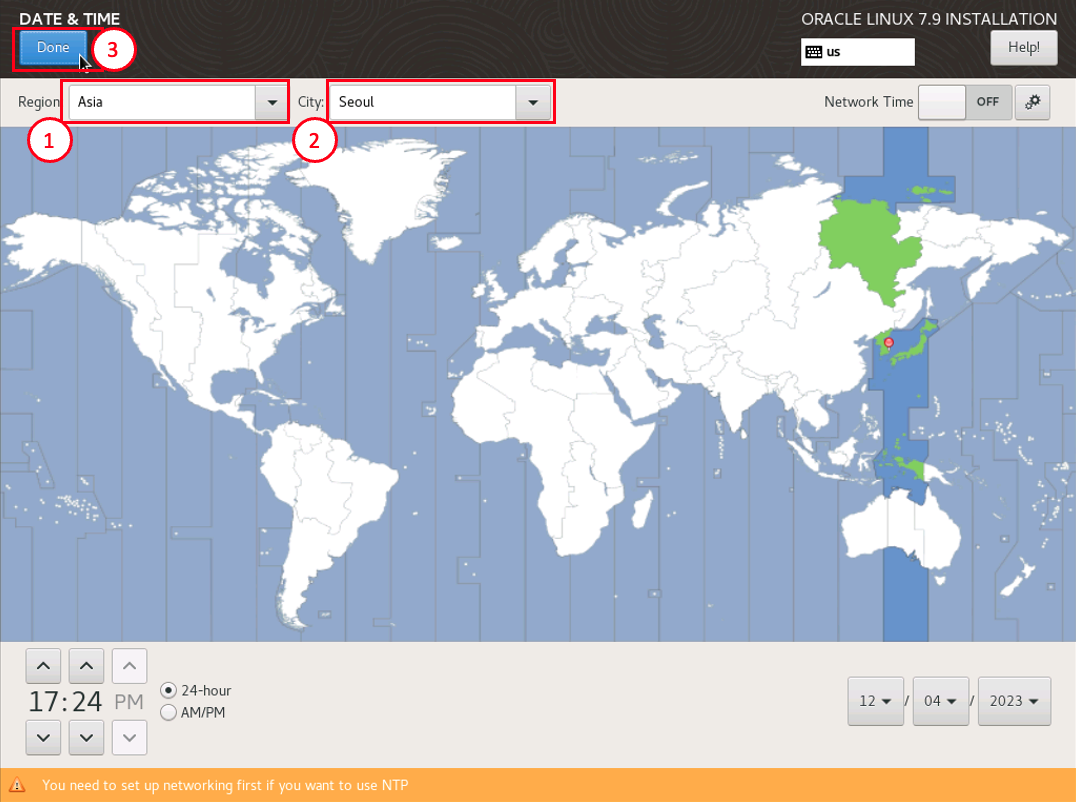 DATE & TIME
ORACLE LINUX 7.9 INSTALLATION
Done
3
us
Help!
Region
Asia
City:
Seoul
Network Time
OFF
1
2
17:24 PM
24-hour
AM/PM
12 / 04 / 2023
You need to set up networking first if you want to use NTP